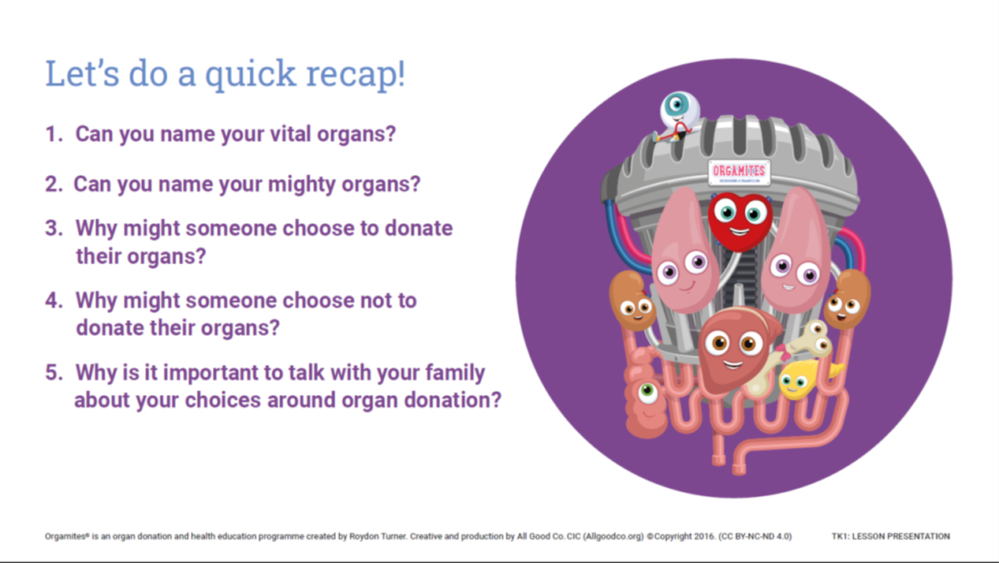 Let's do a quick recap!
1. Can you name your vital organs?
2. Can you name your mighty organs?
3. Why might someone choose to donate
their organs?
4. Why might someone choose not to
donate their organs?
5. Why is it important to talk with your family
about your choices around organ donation?
ORGAMITES
Orgamites® is an organ donation and health education programme created by Roydon Turner. Creative and production by All Good Co. CIC (Allgoodco.org) ©Copyright 2016. (CC BY-NC-ND 4.0)
TK1: LESSON PRESENTATION